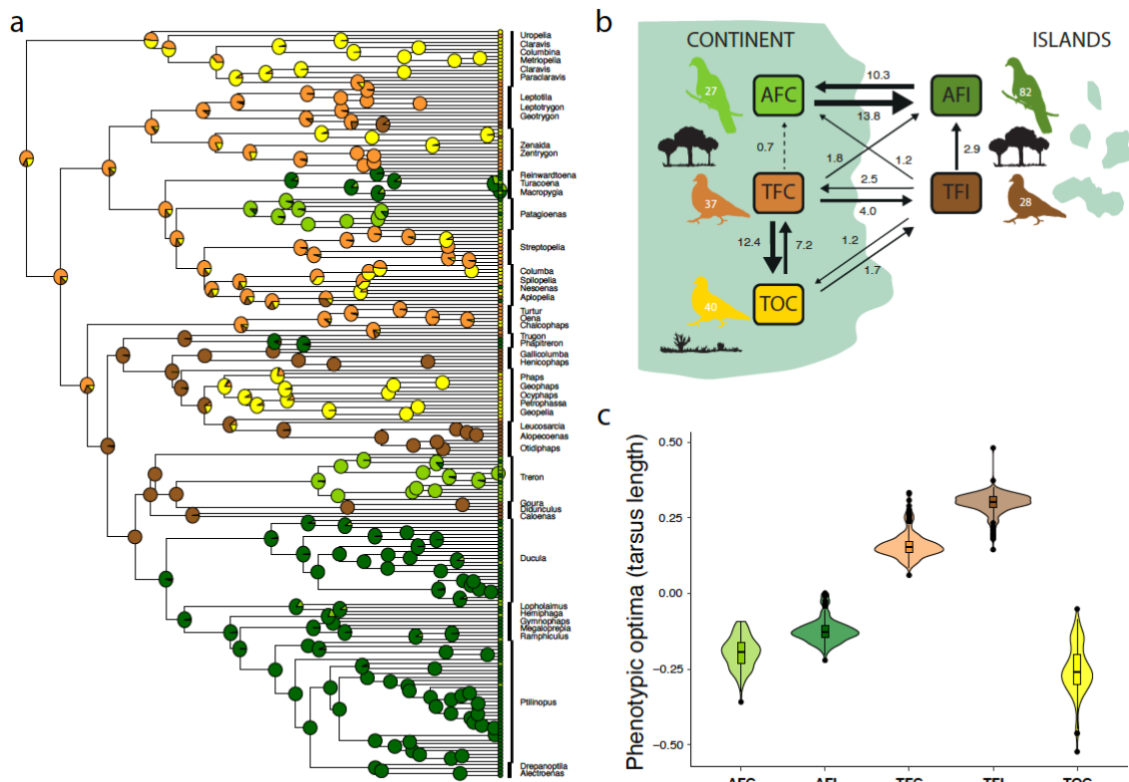 a
Uropelia
Claravis
Columbina
Metriopelia
Claravis
Paraclaravis
Leptotila
Leptotrygon
Geotrygon
Zenaida
Zentrygon
Reinwardtoena
Turacoena
Macropygia
Patagioenas
Streptopelia
Columba
Spilopelia
Nesoenas
Aplopelia
Turtur
Oena
Chalcophaps
Trugon
Phapitreron
Gallicolumba
Henicophaps
Phaps
Geophaps
Ocyphaps
Petrophassa
Geopelia
Leucosarcia
Alopecoenas
Otidiphaps
Treron
Goura
Didunculus
Caloenas
Ducula
Lopholaimus
Hemiphaga
Gymnophaps
Megaloprepia
Ramphiculus
Ptilinopus
Drepanoptila
Alectroenas
b
CONTINENT ISLANDS
27 AFC 10.3 AFI 82
13.8
0.7 1.8 1.2 2.9
37 TFC 2.5 TFI 28
4.0
12.4 7.2 1.2
1.7
40 TOC
c
Phenotypic optima (tarsus length)
0.50
0.25
0.00
−0.25
−0.50
AFC AFI TFC TFI TOC